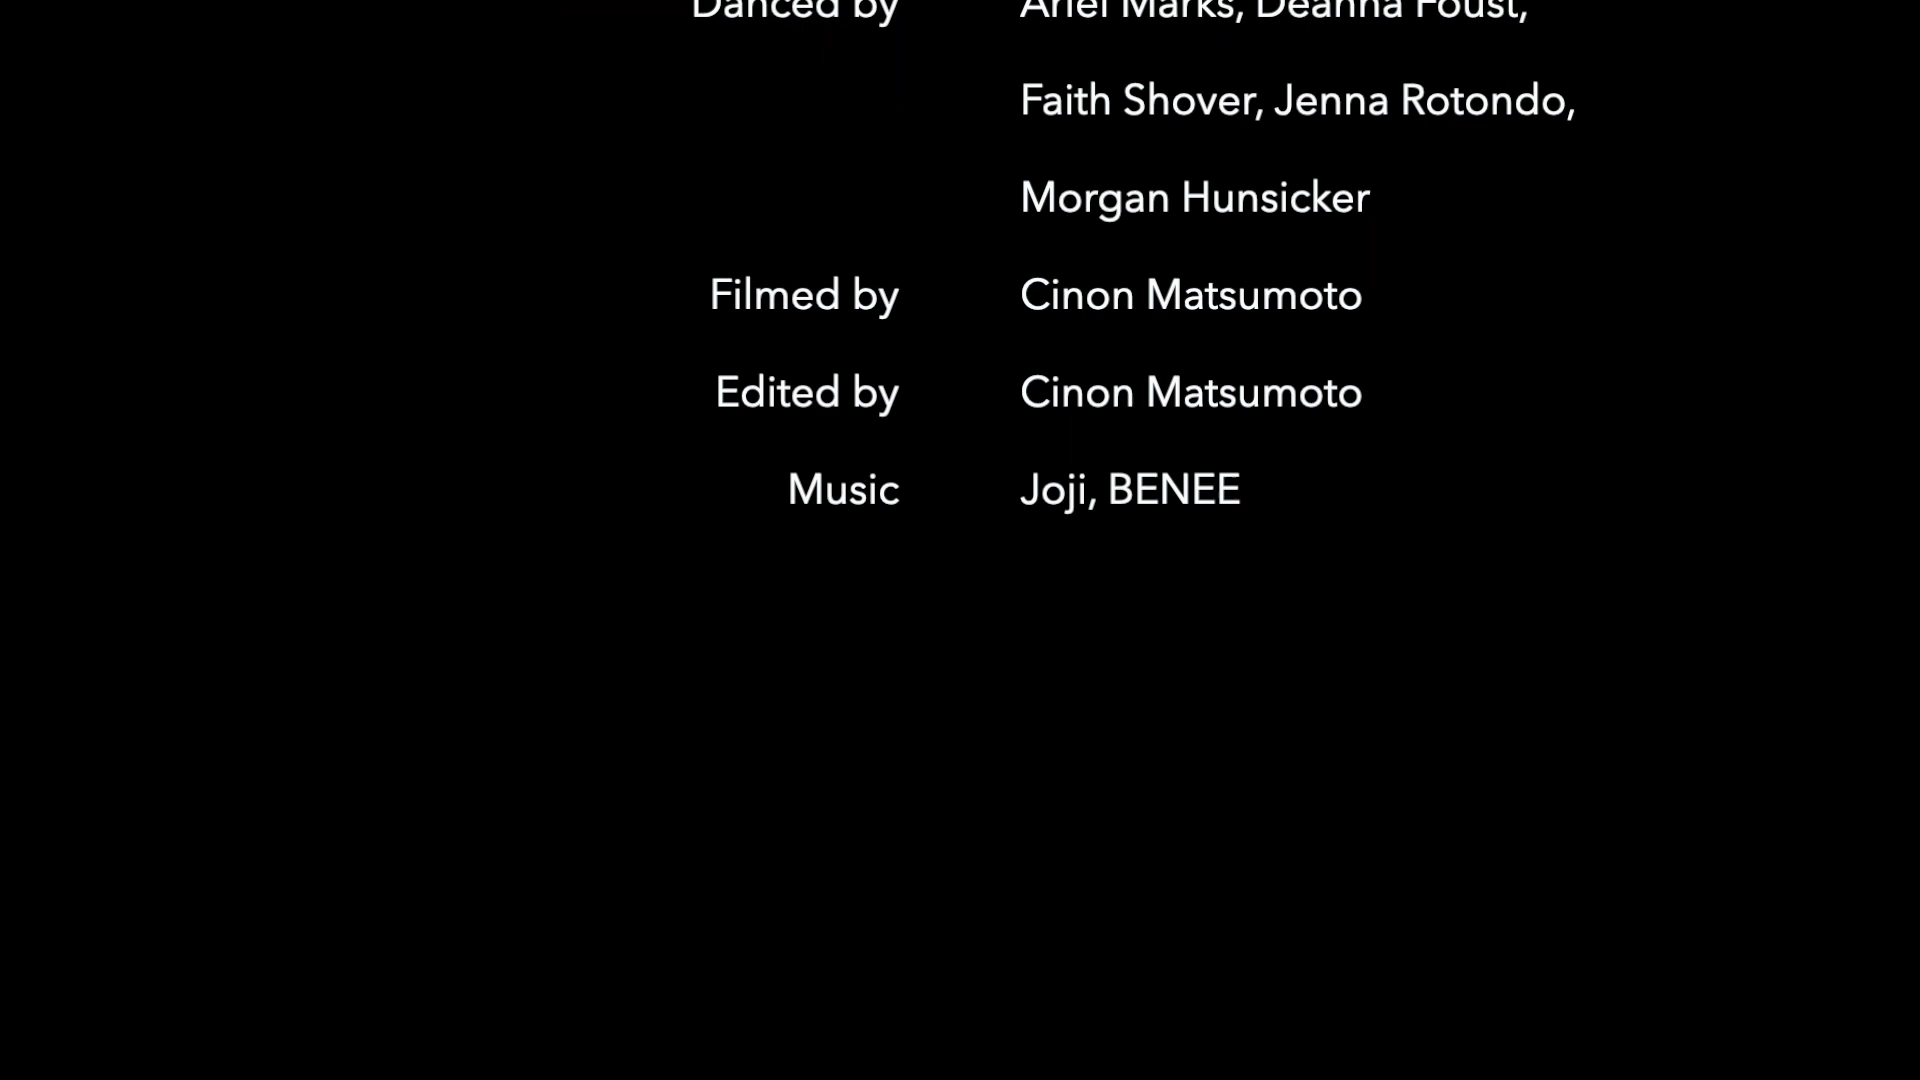 Danced by Ariel Marks, Deanna Foust,
Faith Shover, Jenna Rotondo,
Morgan Hunsicker
Filmed by Cinon Matsumoto
Edited by Cinon Matsumoto
Music Joji, BENEE